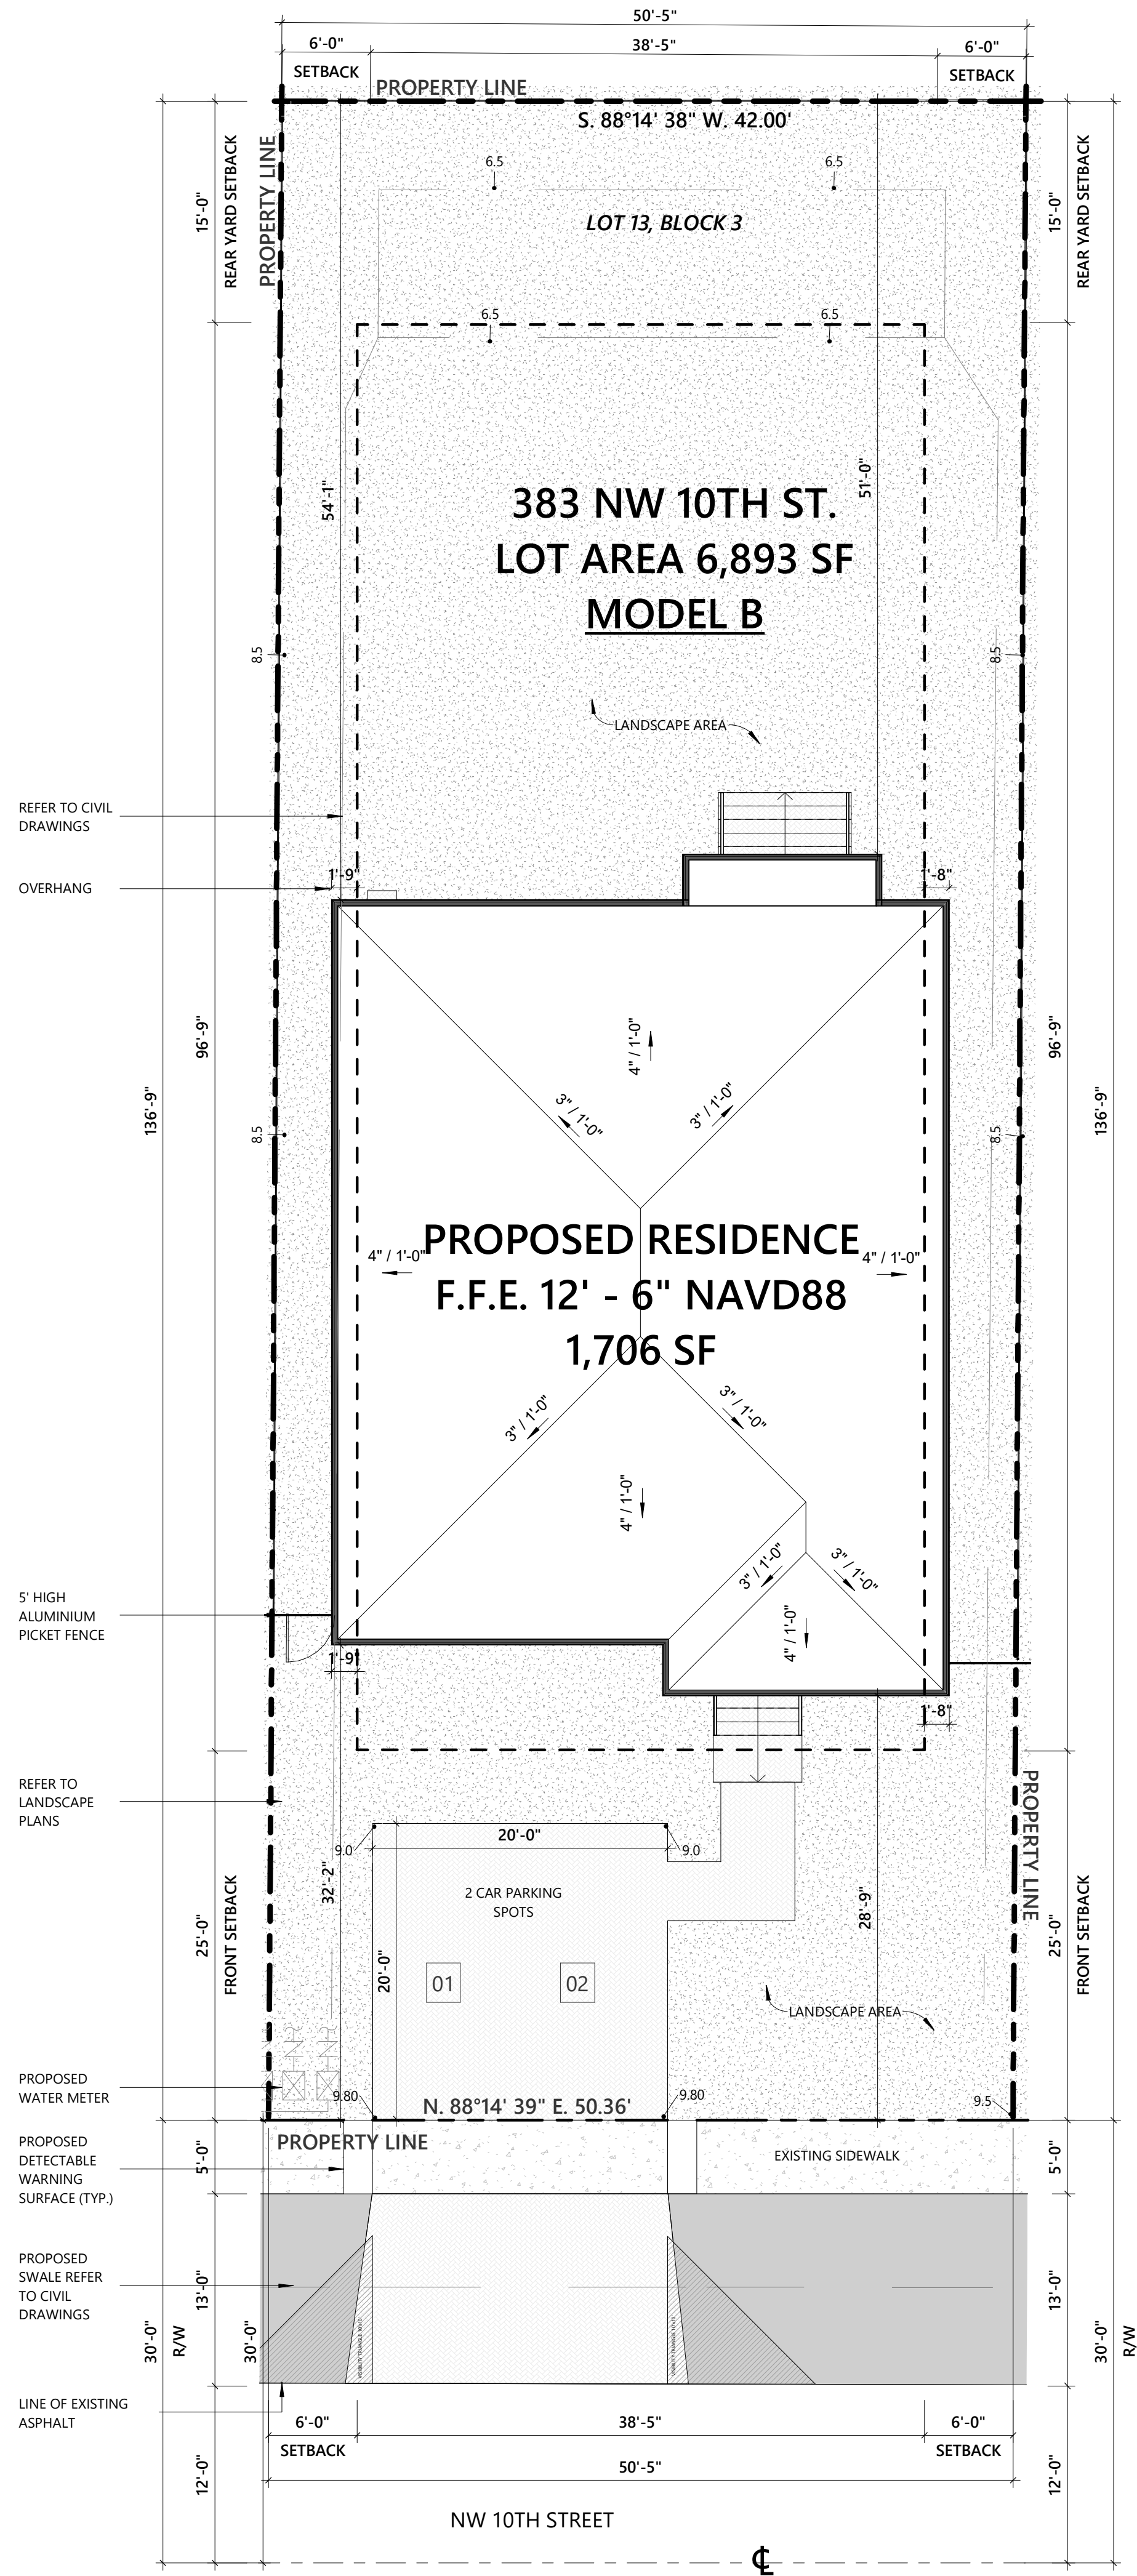 50'-5"
6'-0"
38'-5"
6'-0"
SETBACK
SETBACK
PROPERTY LINE
S. 88°14' 38" W. 42.00'
15'-0"
REAR YARD SETBACK
PROPERTY LINE
6.5
6.5
LOT 13, BLOCK 3
15'-0"
REAR YARD SETBACK
6.5
6.5
54'-1"
51'-0"
383 NW 10TH ST.
LOT AREA 6,893 SF
MODEL B
8.5
8.5
LANDSCAPE AREA
REFER TO CIVIL
DRAWINGS
OVERHANG
1'-9"
1'-8"
96'-9"
136'-9"
8.5
4" / 1'-0"
3" / 1'-0"
3" / 1'-0"
8.5
96'-9"
136'-9"
PROPOSED RESIDENCE
4" / 1'-0"
4" / 1'-0"
F.F.E. 12' - 6" NAVD88
1,706 SF
3" / 1'-0"
3" / 1'-0"
4" / 1'-0"
3" / 1'-0"
3" / 1'-0"
4" / 1'-0"
5' HIGH
ALUMINIUM
PICKET FENCE
1'-9"
1'-8"
REFER TO
LANDSCAPE
PLANS
PROPERTY LINE
20'-0"
9.0
9.0
32'-2"
28'-9"
2 CAR PARKING
SPOTS
25'-0"
FRONT SETBACK
20'-0"
01
02
25'-0"
FRONT SETBACK
LANDSCAPE AREA
PROPOSED
WATER METER
9.80
N. 88°14' 39" E. 50.36'
9.80
9.5
PROPERTY LINE
PROPOSED
DETECTABLE
WARNING
SURFACE (TYP.)
5'-0"
EXISTING SIDEWALK
5'-0"
PROPOSED
SWALE REFER
TO CIVIL
DRAWINGS
13'-0"
13'-0"
30'-0"
R/W
30'-0"
VISIBILITY TRIANGLE 10'x10'
VISIBILITY TRIANGLE 10'x10'
30'-0"
R/W
LINE OF EXISTING
ASPHALT
6'-0"
38'-5"
6'-0"
SETBACK
SETBACK
50'-5"
12'-0"
12'-0"
NW 10TH STREET
℄